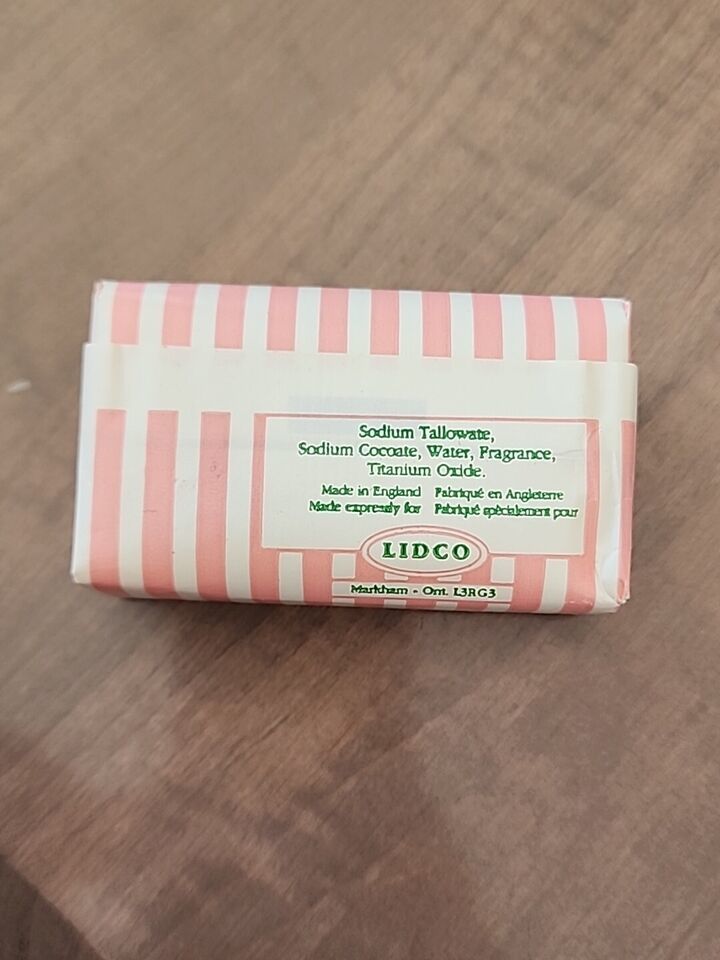 Sodium Tallowate,
Sodium Cocoate, Water, Fragrance,
Titanium Oxide.
Made in England Fabriqué en Angleterre
Made expressly for Fabriqué spécialement pour
LIDCO
Markham - Ont. L3RG3